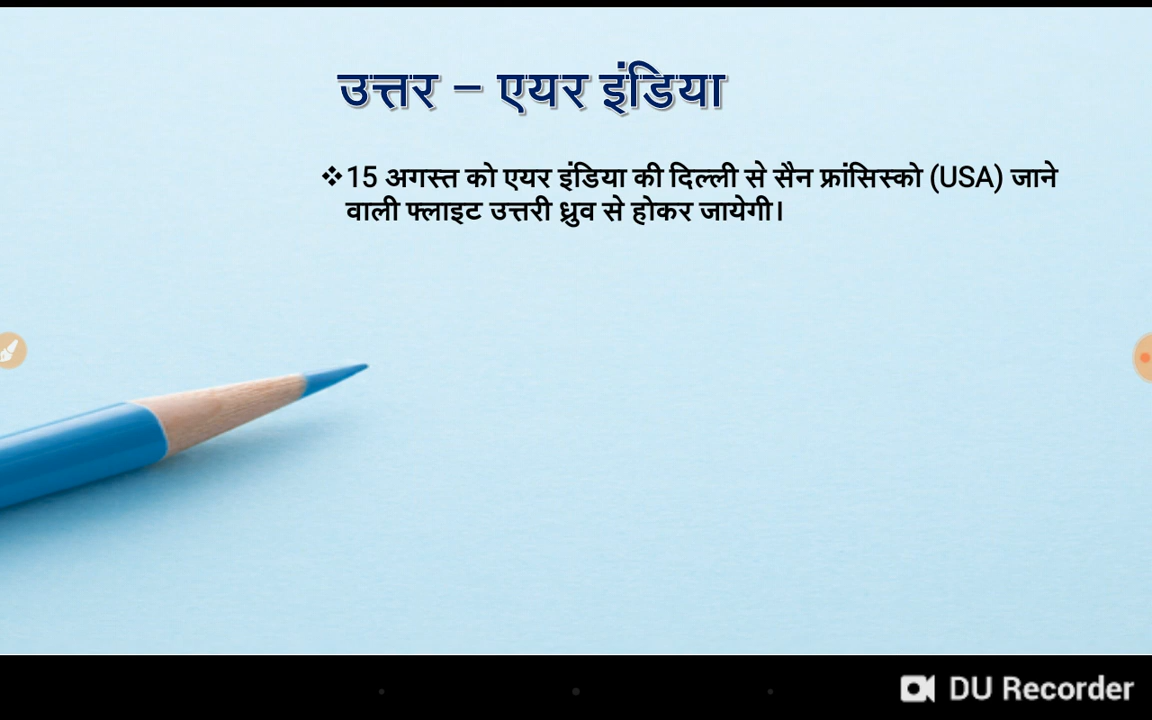 उत्तर – एयर इंडिया
❖15 अगस्त को एयर इंडिया की दिल्ली से सैन फ्रांसिस्को (USA) जाने
वाली फ्लाइट उत्तरी ध्रुव से होकर जायेगी।
DU Recorder